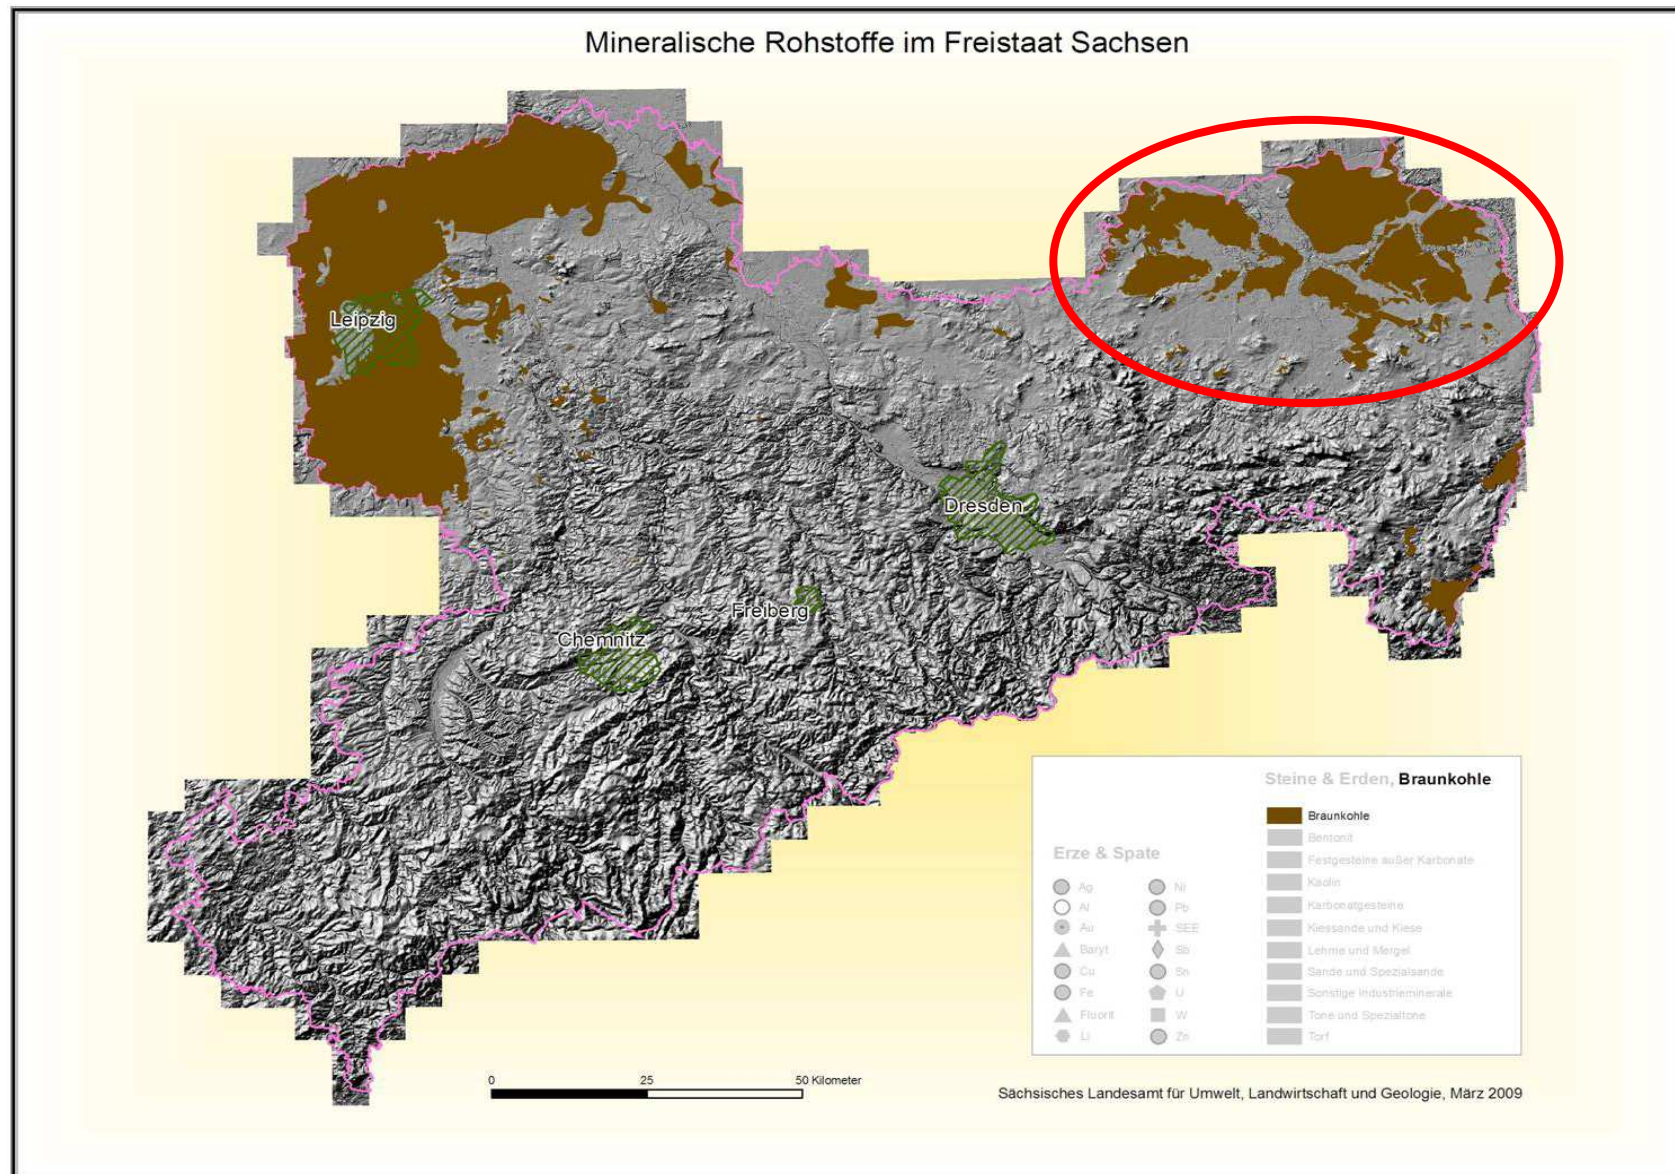 Mineralische Rohstoffe im Freistaat Sachsen
Leipzig
Dresden
Freiberg
Chemnitz
Steine & Erden, Braunkohle
Braunkohle
Bentonit
Festgesteine außer Karbonate
Kaolin
Karbonatgesteine
Kiessande und Kiese
Lehme und Mergel
Sande und Spezialsande
Sonstige Industrieminerale
Tone und Spezialtone
Torf
Erze & Spate
Ag
Al
Au
Baryt
Cu
Fe
Fluorit
Li
Ni
Pb
SEE
Sb
Sn
U
W
Zn
0 25 50 Kilometer
Sächsisches Landesamt für Umwelt, Landwirtschaft und Geologie, März 2009